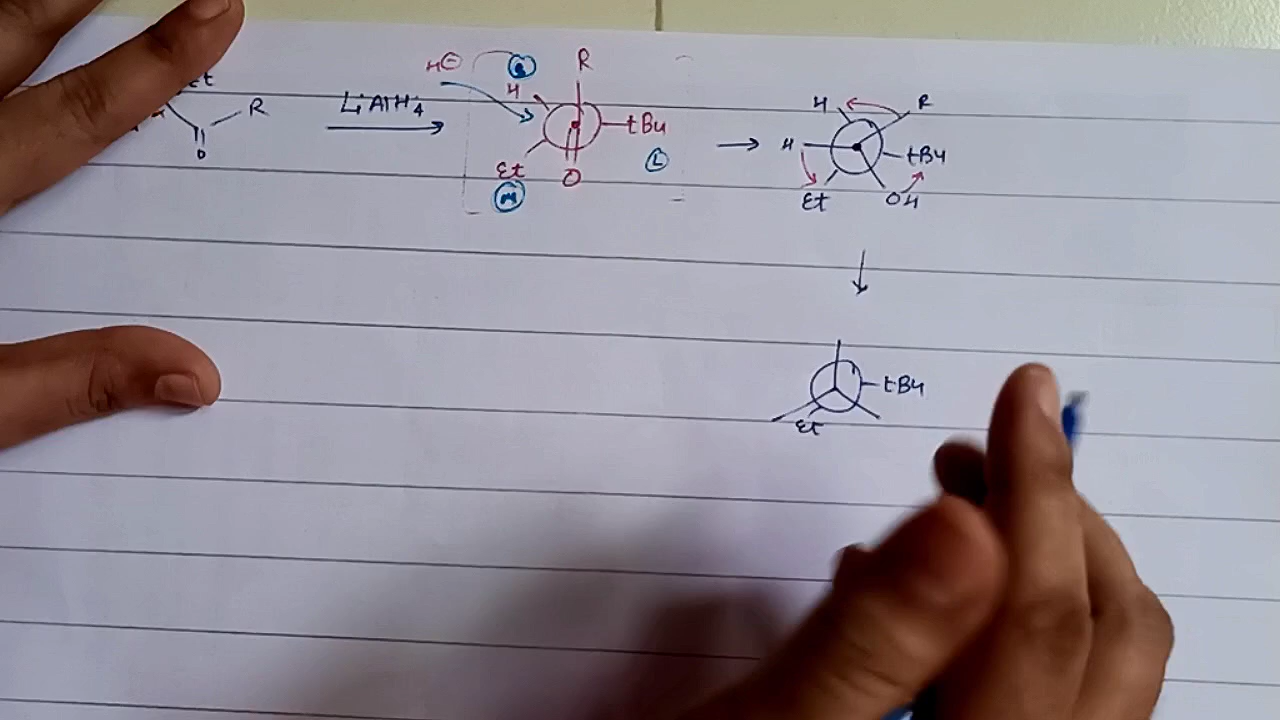 Et R
O
LiAlH4
H⊖ S R
H
tBu
L
Et O
M
H R
H
tBu
Et OH
tBu
Et